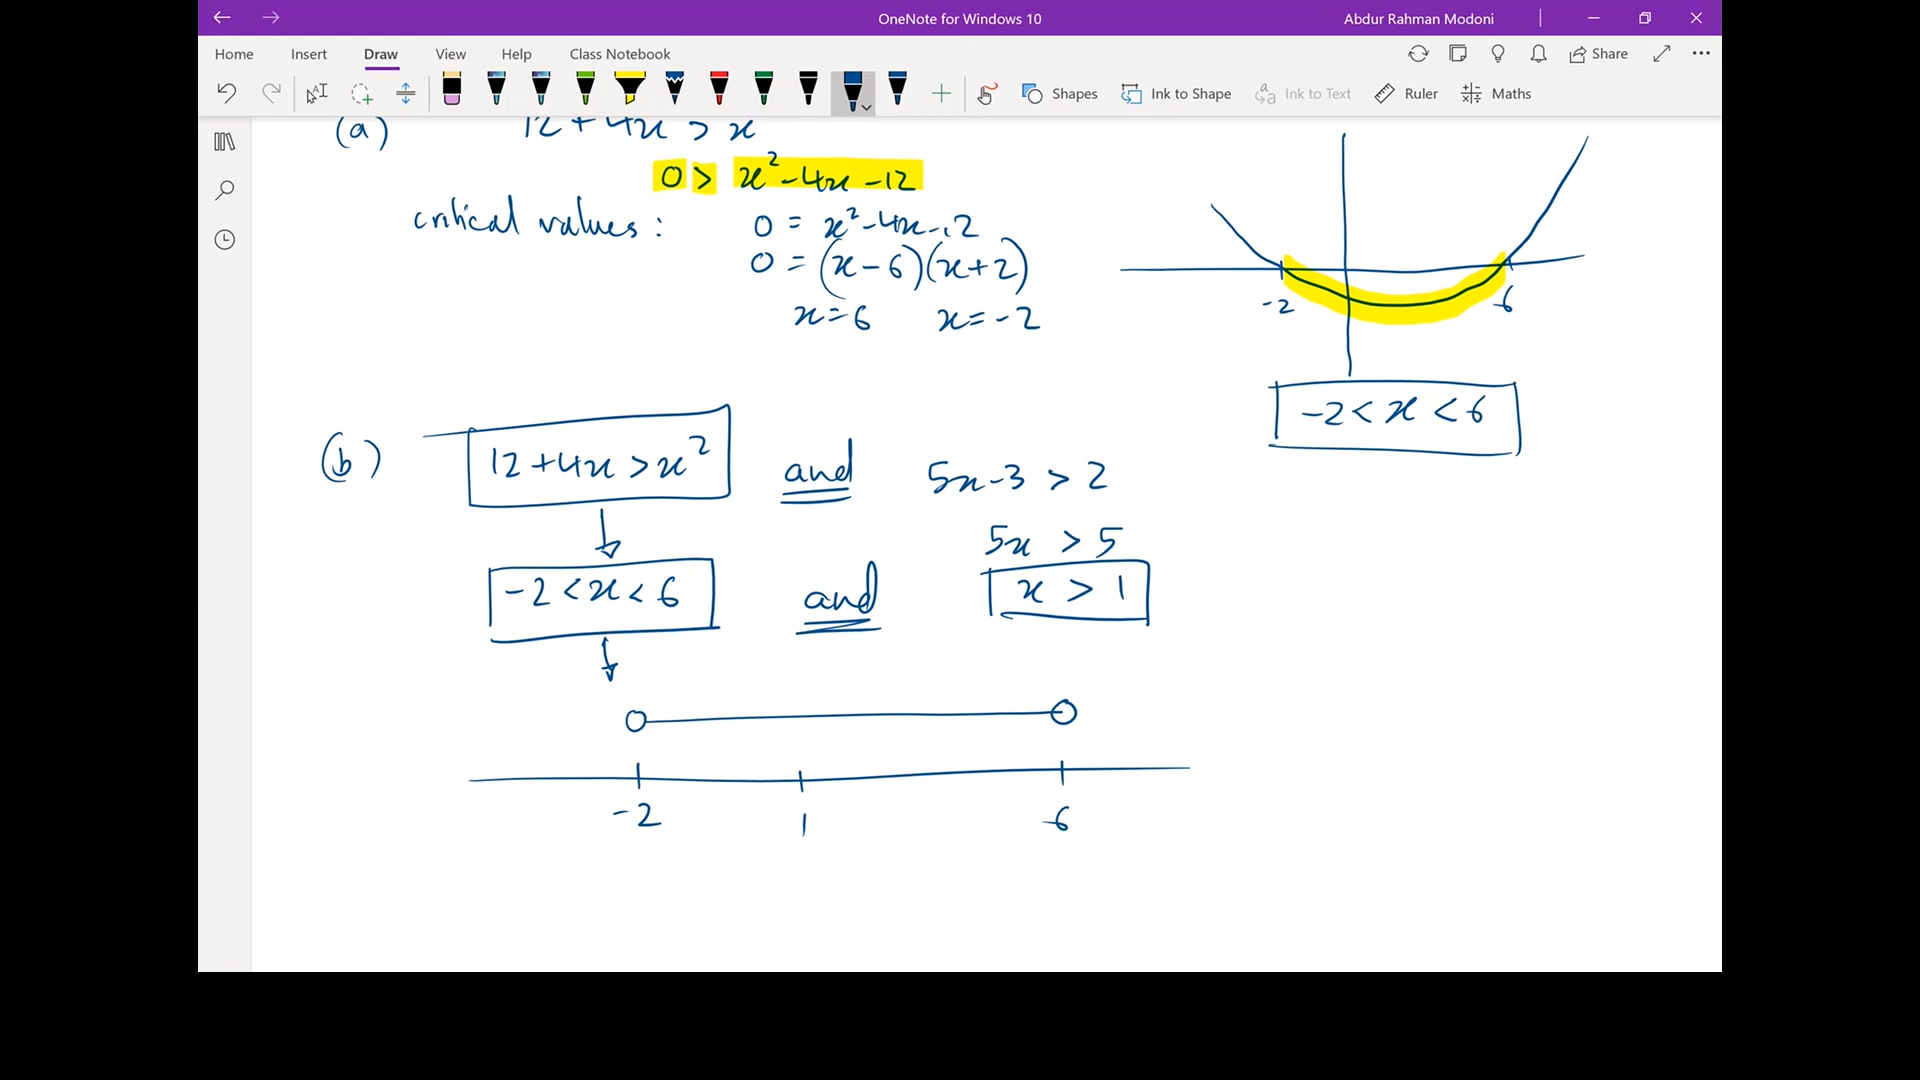 OneNote for Windows 10
Abdur Rahman Modoni
Home Insert Draw View Help Class Notebook
Share
Shapes Ink to Shape Ink to Text Ruler Maths
(a) 12 + 4x > x
0 > x² - 4x - 12
critical values: 0 = x² - 4x - 12
0 = (x - 6)(x + 2)
x = 6 x = -2
-2 6
-2 < x < 6
(b) 12 + 4x > x² and 5x - 3 > 2
5x > 5
-2 < x < 6 and x > 1
-2 1 6